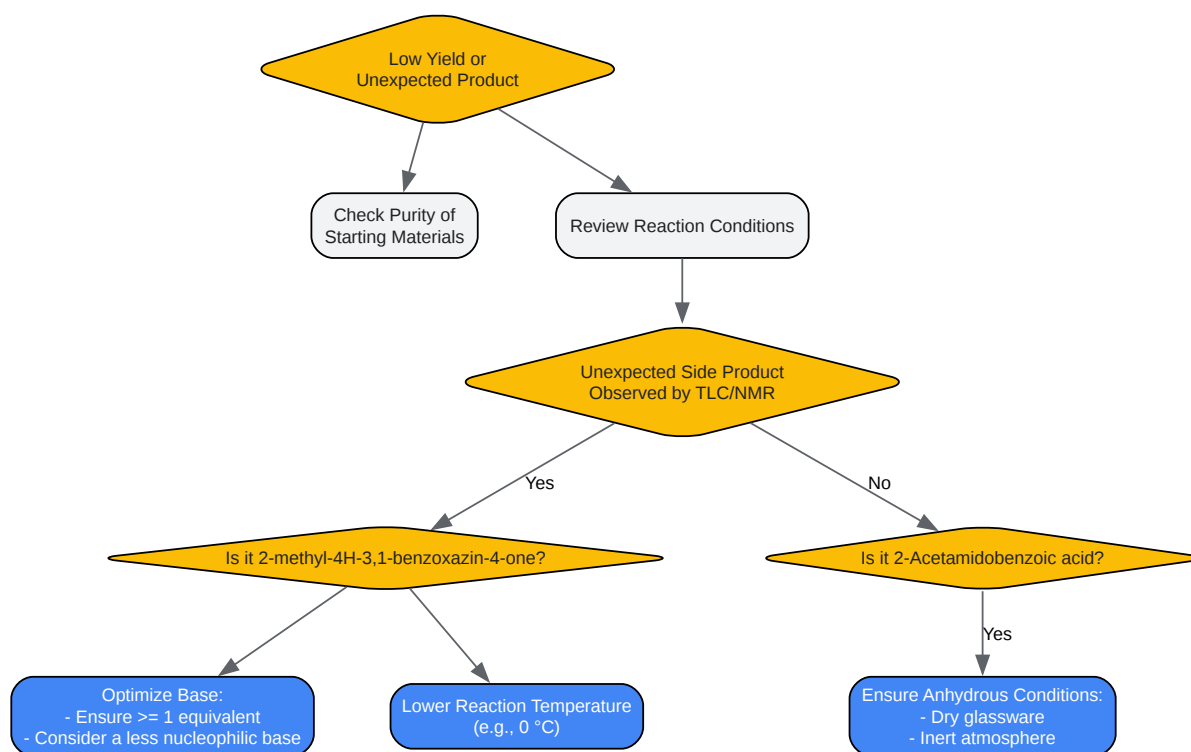 Low Yield or
Unexpected Product
Check Purity of
Starting Materials
Review Reaction Conditions
Unexpected Side Product
Observed by TLC/NMR
Yes
No
Is it 2-methyl-4H-3,1-benzoxazin-4-one?
Is it 2-Acetamidobenzoic acid?
Yes
Optimize Base:
- Ensure >= 1 equivalent
- Consider a less nucleophilic base
Lower Reaction Temperature
(e.g., 0 °C)
Ensure Anhydrous Conditions:
- Dry glassware
- Inert atmosphere